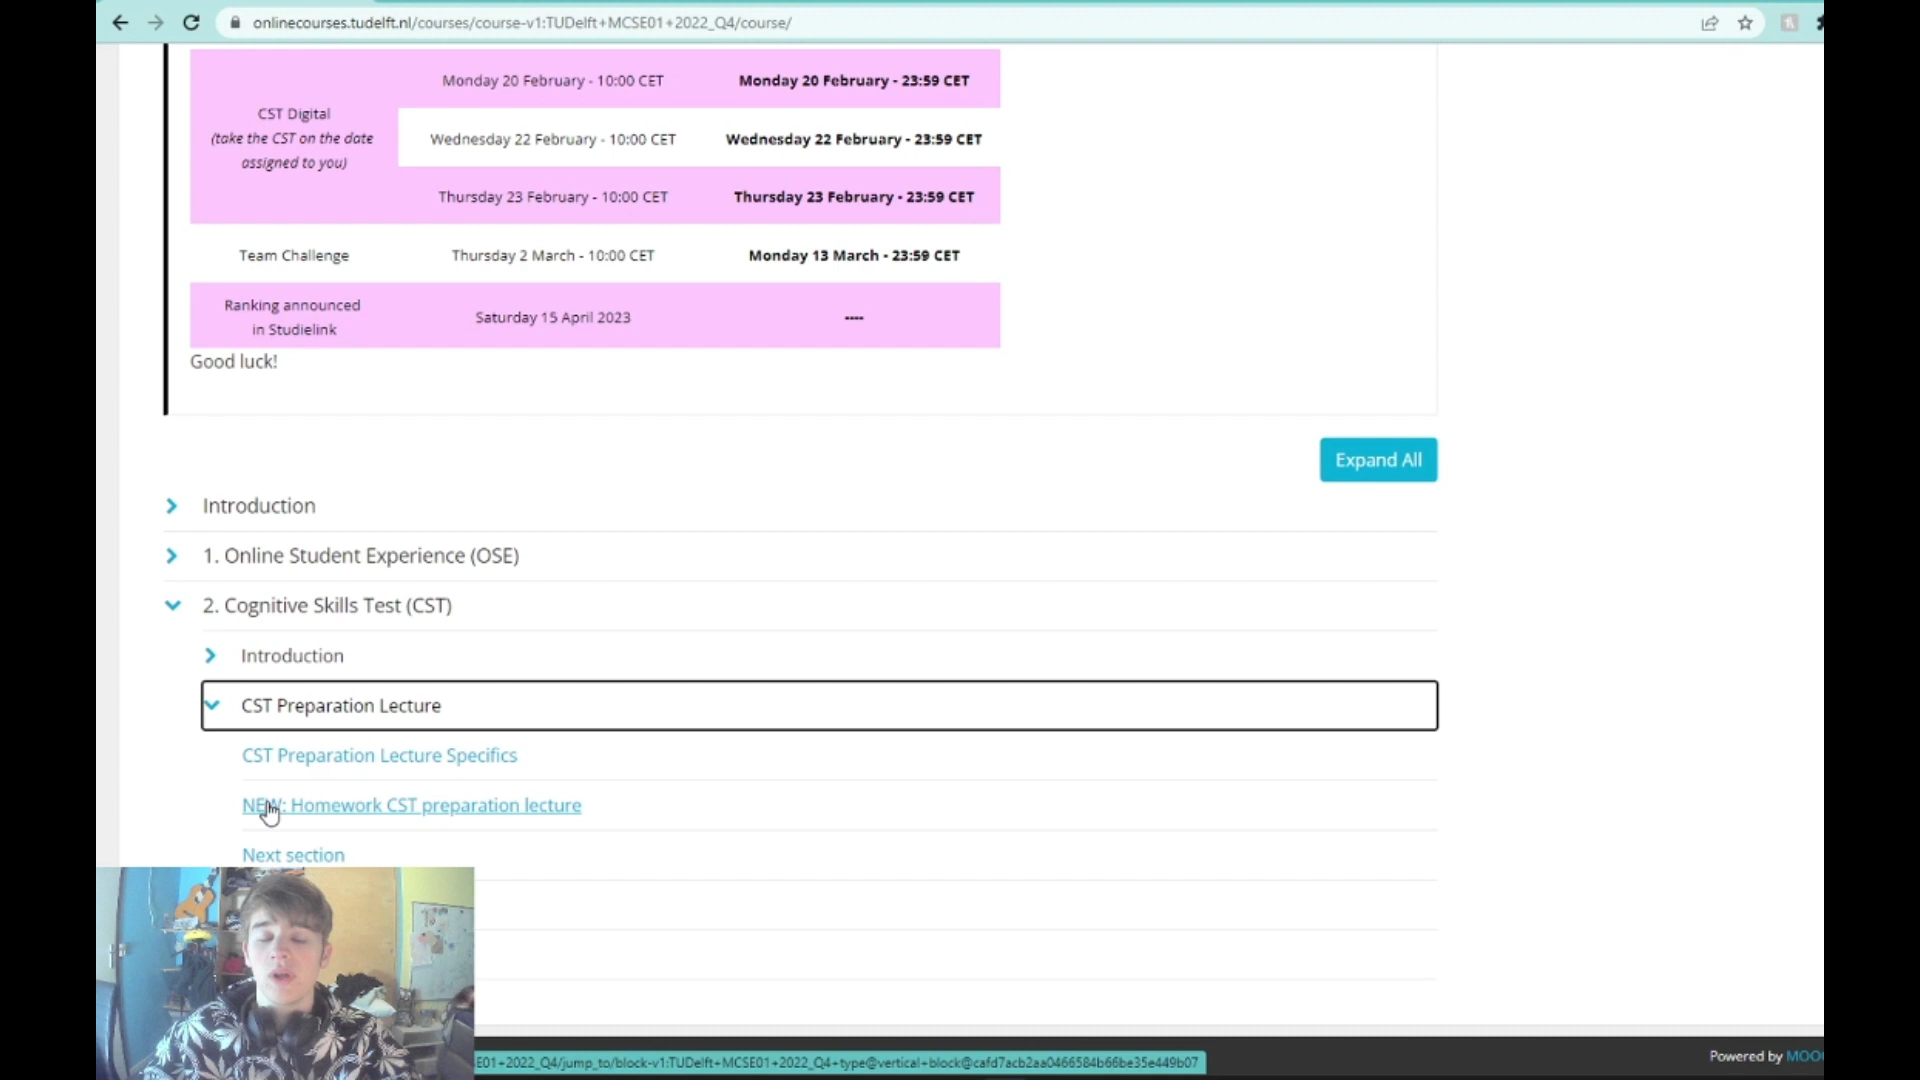 onlinecourses.tudelft.nl/courses/course-v1:TUDelft+MCSE01+2022_Q4/course/
Monday 20 February - 10:00 CET Monday 20 February - 23:59 CET
CST Digital
(take the CST on the date
assigned to you)
Wednesday 22 February - 10:00 CET Wednesday 22 February - 23:59 CET
Thursday 23 February - 10:00 CET Thursday 23 February - 23:59 CET
Team Challenge Thursday 2 March - 10:00 CET Monday 13 March - 23:59 CET
Ranking announced
in Studielink
Saturday 15 April 2023 ----
Good luck!
Expand All
Introduction
1. Online Student Experience (OSE)
2. Cognitive Skills Test (CST)
Introduction
CST Preparation Lecture
CST Preparation Lecture Specifics
NEW: Homework CST preparation lecture
Next section
E01+2022_Q4/jump_to/block-v1:TUDelft+MCSE01+2022_Q4+type@vertical+block@cafd7acb2aa0466584b66be35e449b07
Powered by MOO